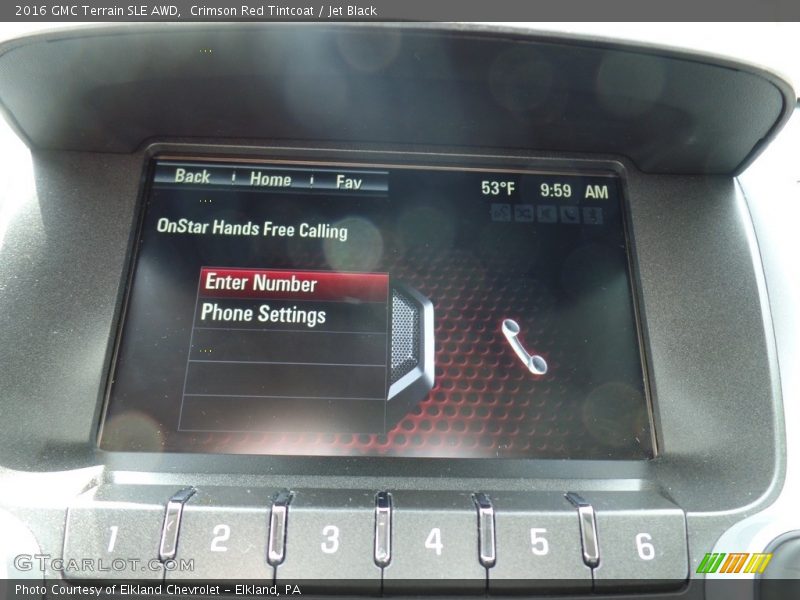 2016 GMC Terrain SLE AWD,  Crimson Red Tintcoat / Jet Black
Back Home Fav 53°F 9:59 AM
OnStar Hands Free Calling
Enter Number
Phone Settings
1 2 3 4 5 6
GTCARLOT.COM
Photo Courtesy of Elkland Chevrolet - Elkland, PA